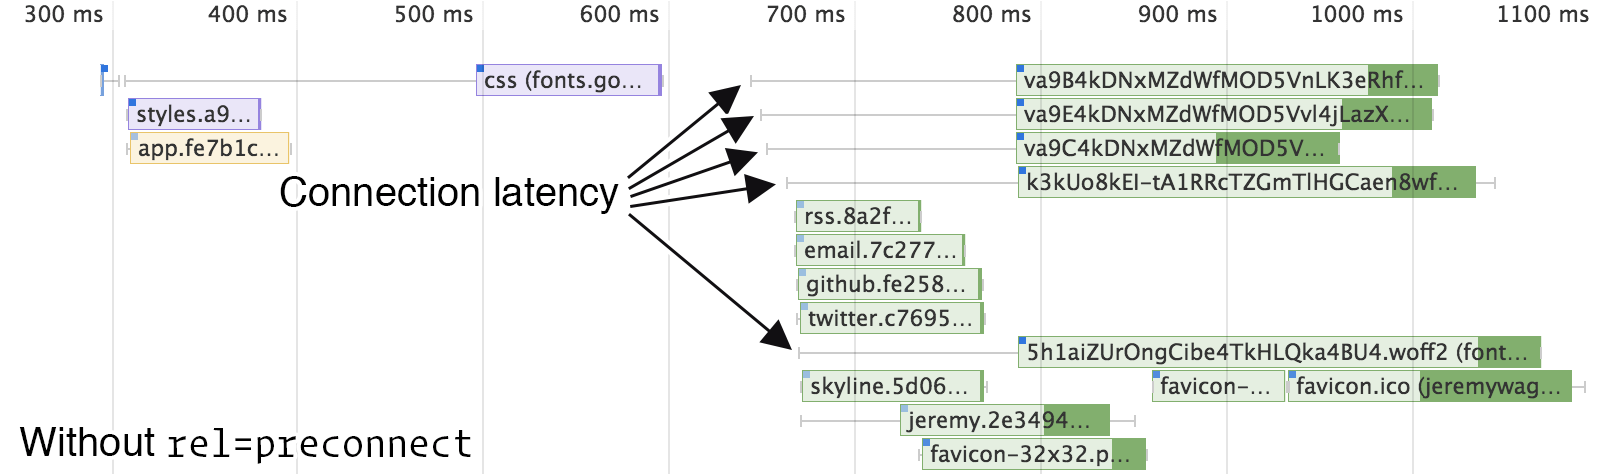 300 ms 400 ms 500 ms 600 ms 700 ms 800 ms 900 ms 1000 ms 1100 ms
css (fonts.go... va9B4kDNxMZdWfMOD5VnLK3eRhf...
styles.a9... va9E4kDNxMZdWfMOD5Vvl4jLazX...
app.fe7b1c... va9C4kDNxMZdWfMOD5V...
Connection latency k3kUo8kEI-tA1RRcTZGmTlHGCaen8wf...
rss.8a2f...
email.7c277...
github.fe258...
twitter.c7695...
5h1aiZUrOngCibe4TkHLQka4BU4.woff2 (font...
skyline.5d06... favicon-... favicon.ico (jeremywag...
jeremy.2e3494...
Without rel=preconnect favicon-32x32.p...